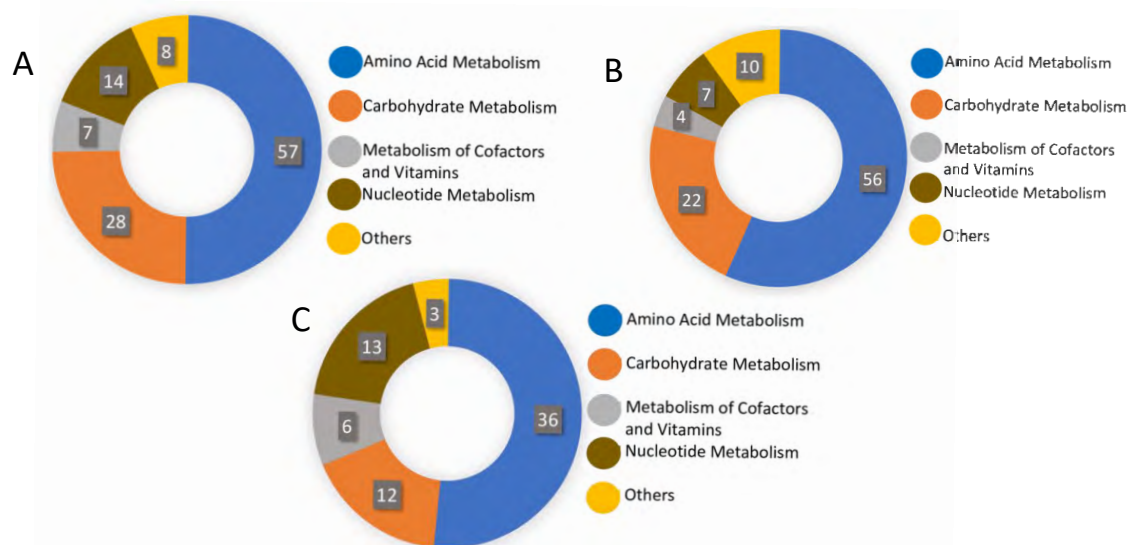 A
8
14
7
57
28
Amino Acid Metabolism
Carbohydrate Metabolism
Metabolism of Cofactors
and Vitamins
Nucleotide Metabolism
Others
B
10
7
4
56
22
Amino Acid Metabolism
Carbohydrate Metabolism
Metabolism of Cofactors
and Vitamins
Nucleotide Metabolism
Others
C
3
13
6
36
12
Amino Acid Metabolism
Carbohydrate Metabolism
Metabolism of Cofactors
and Vitamins
Nucleotide Metabolism
Others